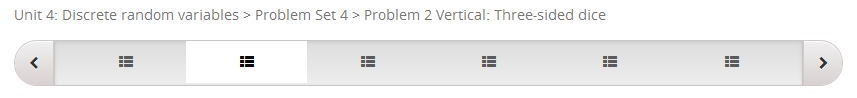 Unit 4: Discrete random variables > Problem Set 4 > Problem 2 Vertical: Three-sided dice